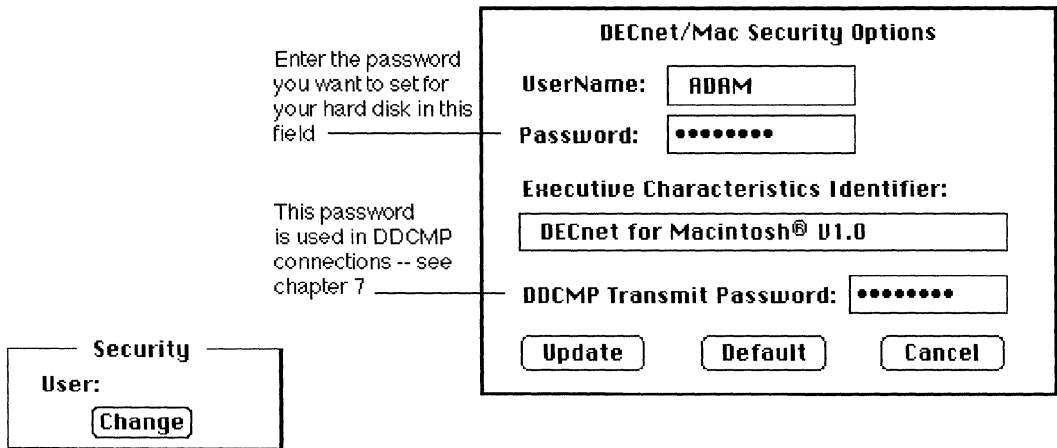 DECnet/Mac Security Options
Enter the password
you want to set for
your hard disk in this
field
UserName: ADAM
Password: ••••••••
Executive Characteristics Identifier:
DECnet for Macintosh® V1.0
This password
is used in DDCMP
connections -- see
chapter 7
DDCMP Transmit Password: ••••••••
Update Default Cancel
Security
User:
Change